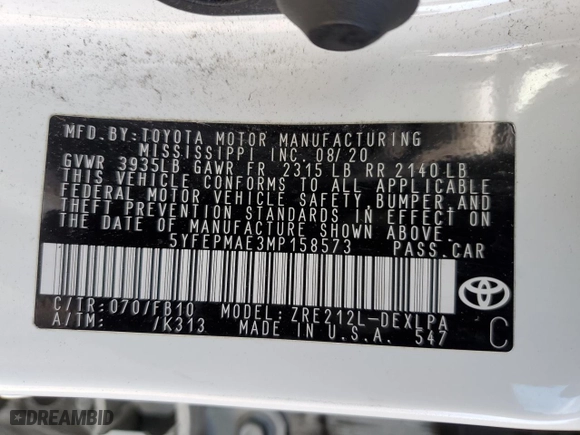 MFD. BY: TOYOTA MOTOR MANUFACTURING
MISSISSIPPI INC. 08/20
GVWR 3935LB GAWR FR 2315 LB RR 2140 LB
THIS VEHICLE CONFORMS TO ALL APPLICABLE
FEDERAL MOTOR VEHICLE SAFETY, BUMPER, AND
THEFT PREVENTION STANDARDS IN EFFECT ON
THE DATE OF MANUFACTURE SHOWN ABOVE.
5YFEPMAE3MP158573 PASS. CAR
C/TR: 070/FB10 MODEL: ZRE212L-DEXLPA
A/TM: /K313 MADE IN U.S.A. 547
C
TOYOTA
DREAMBID